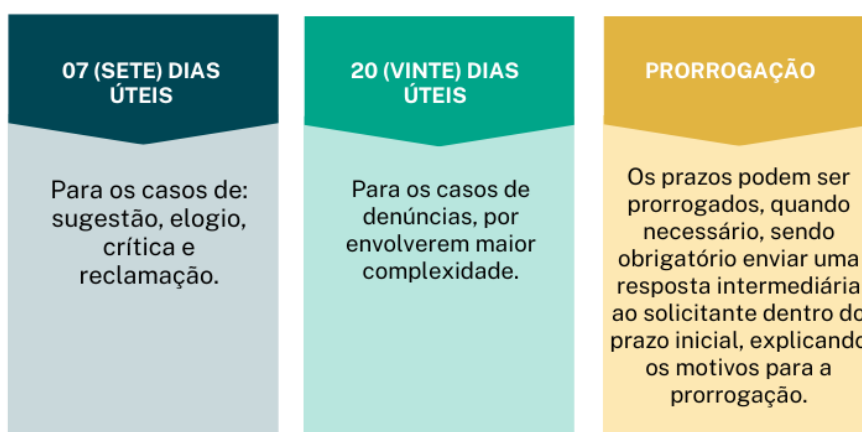 07 (SETE) DIAS
ÚTEIS
Para os casos de:
sugestão, elogio,
crítica e
reclamação.
20 (VINTE) DIAS
ÚTEIS
Para os casos de
denúncias, por
envolverem maior
complexidade.
PRORROGAÇÃO
Os prazos podem ser
prorrogados, quando
necessário, sendo
obrigatório enviar uma
resposta intermediária
ao solicitante dentro do
prazo inicial, explicando
os motivos para a
prorrogação.